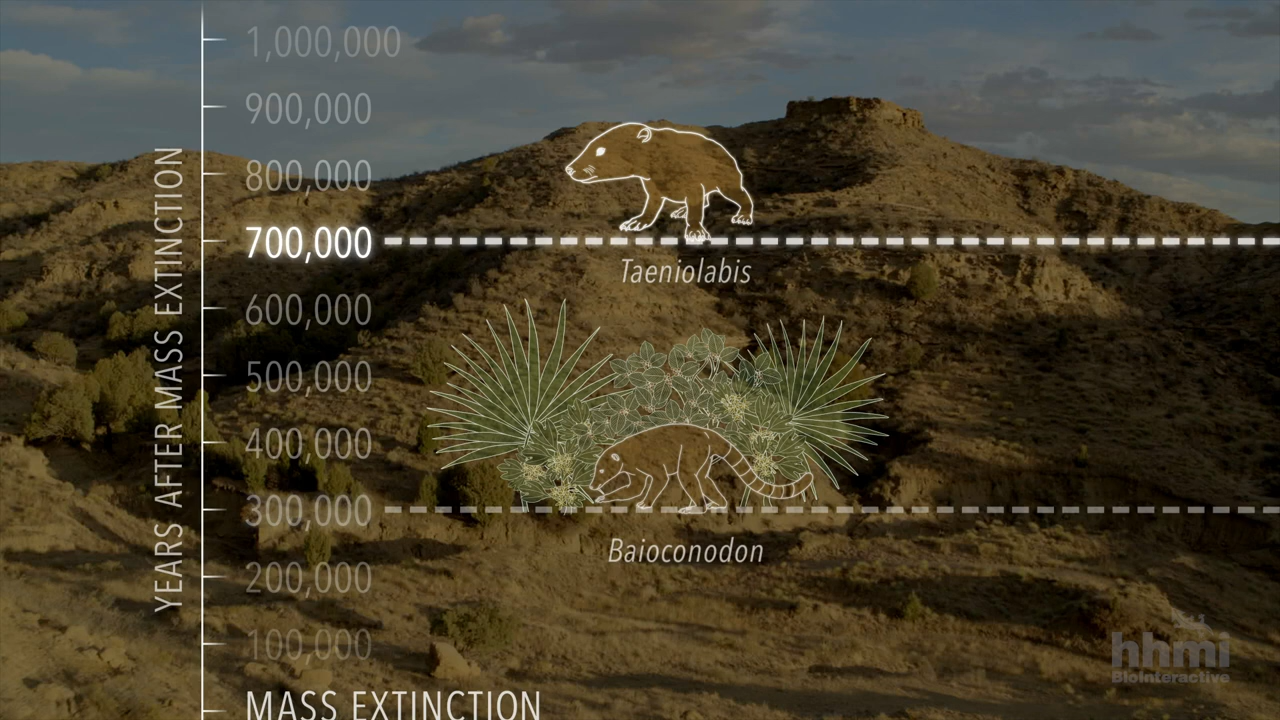 YEARS AFTER MASS EXTINCTION
1,000,000
900,000
800,000
700,000
Taeniolabis
600,000
500,000
400,000
300,000
Baioconodon
200,000
100,000
MASS EXTINCTION
hhmi
BioInteractive